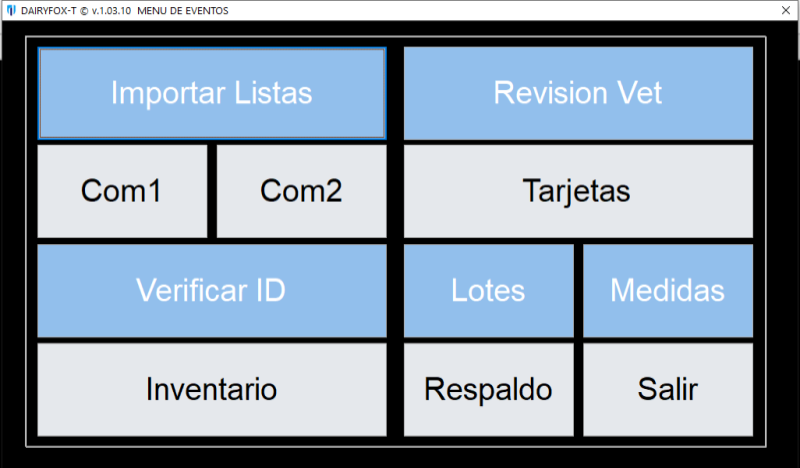 DAIRYFOX-T © v.1.03.10 MENU DE EVENTOS
Importar Listas
Revision Vet
Com1
Com2
Tarjetas
Verificar ID
Lotes
Medidas
Inventario
Respaldo
Salir